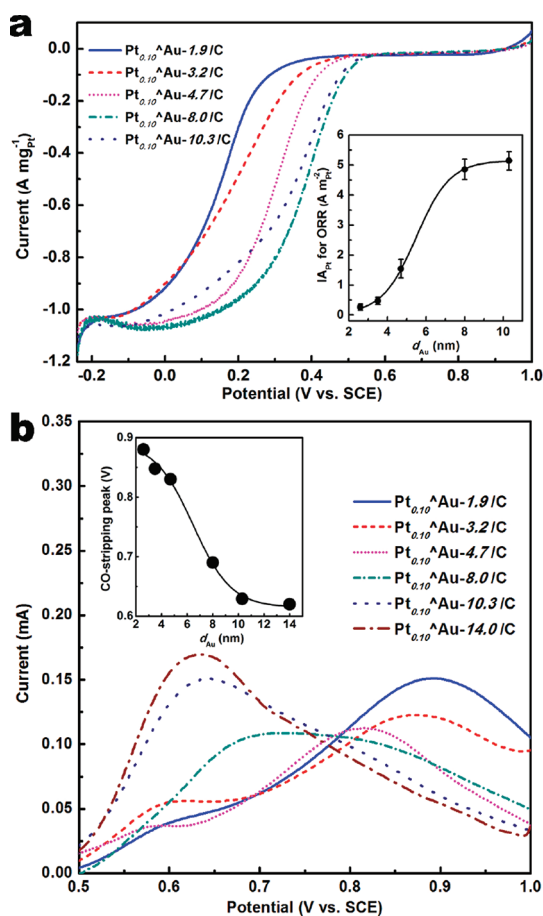 a
Pt0.10^Au-1.9/C
Pt0.10^Au-3.2/C
Pt0.10^Au-4.7/C
Pt0.10^Au-8.0/C
Pt0.10^Au-10.3/C
0.0
-0.2
-0.4
-0.6
-0.8
-1.0
-1.2
Current (A mg-1Pt)
-0.2 0.0 0.2 0.4 0.6 0.8 1.0
Potential (V vs. SCE)
6
5
4
3
2
1
0
IAPt for ORR (A m-2Pt)
2 4 6 8 10
dAu (nm)
b
0.35
0.30
0.25
0.20
0.15
0.10
0.05
0.00
Current (mA)
0.9
0.8
0.7
0.6
CO-stripping peak (V)
2 4 6 8 10 12 14
dAu (nm)
Pt0.10^Au-1.9/C
Pt0.10^Au-3.2/C
Pt0.10^Au-4.7/C
Pt0.10^Au-8.0/C
Pt0.10^Au-10.3/C
Pt0.10^Au-14.0/C
0.5 0.6 0.7 0.8 0.9 1.0
Potential (V vs. SCE)